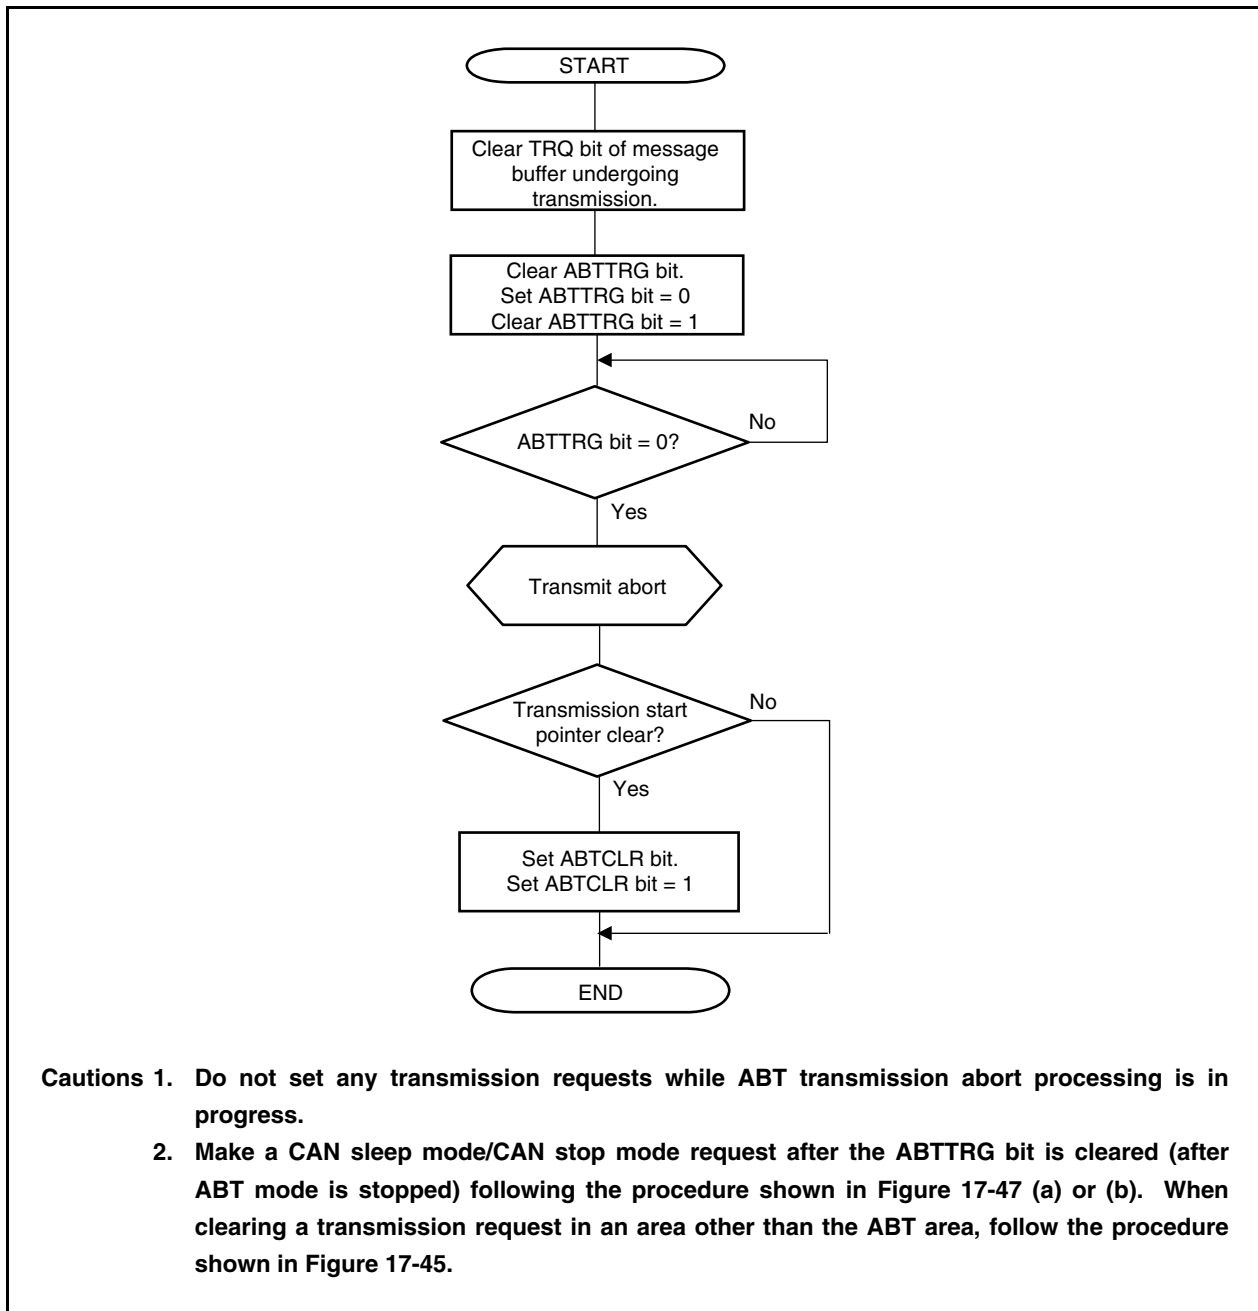 START
Clear TRQ bit of message
buffer undergoing
transmission.
Clear ABTTRG bit.
Set ABTTRG bit = 0
Clear ABTTRG bit = 1
ABTTRG bit = 0?
No
Yes
Transmit abort
Transmission start
pointer clear?
No
Yes
Set ABTCLR bit.
Set ABTCLR bit = 1
END
Cautions 1. Do not set any transmission requests while ABT transmission abort processing is in
progress.
2. Make a CAN sleep mode/CAN stop mode request after the ABTTRG bit is cleared (after
ABT mode is stopped) following the procedure shown in Figure 17-47 (a) or (b). When
clearing a transmission request in an area other than the ABT area, follow the procedure
shown in Figure 17-45.